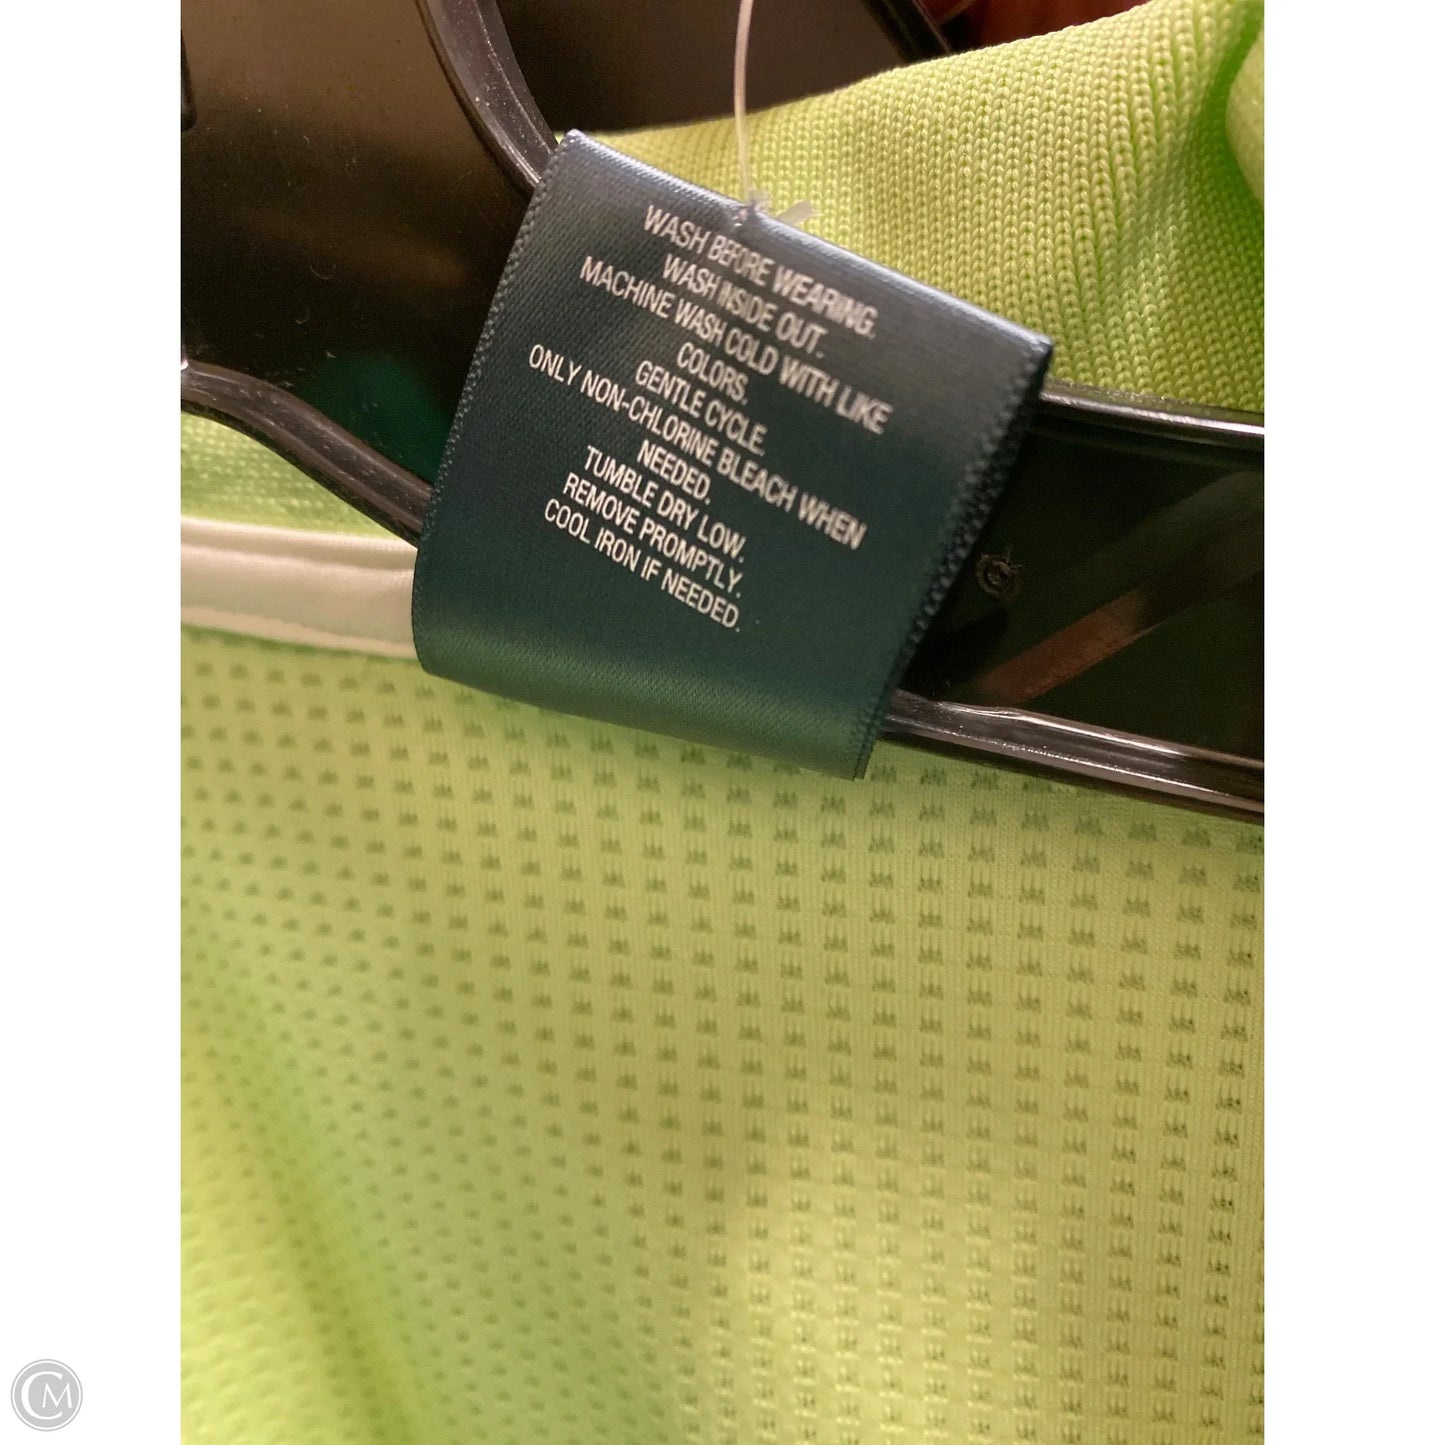 WASH BEFORE WEARING.
WASH INSIDE OUT.
MACHINE WASH COLD WITH LIKE
COLORS.
GENTLE CYCLE.
ONLY NON-CHLORINE BLEACH WHEN
NEEDED.
TUMBLE DRY LOW.
REMOVE PROMPTLY.
COOL IRON IF NEEDED.
CM